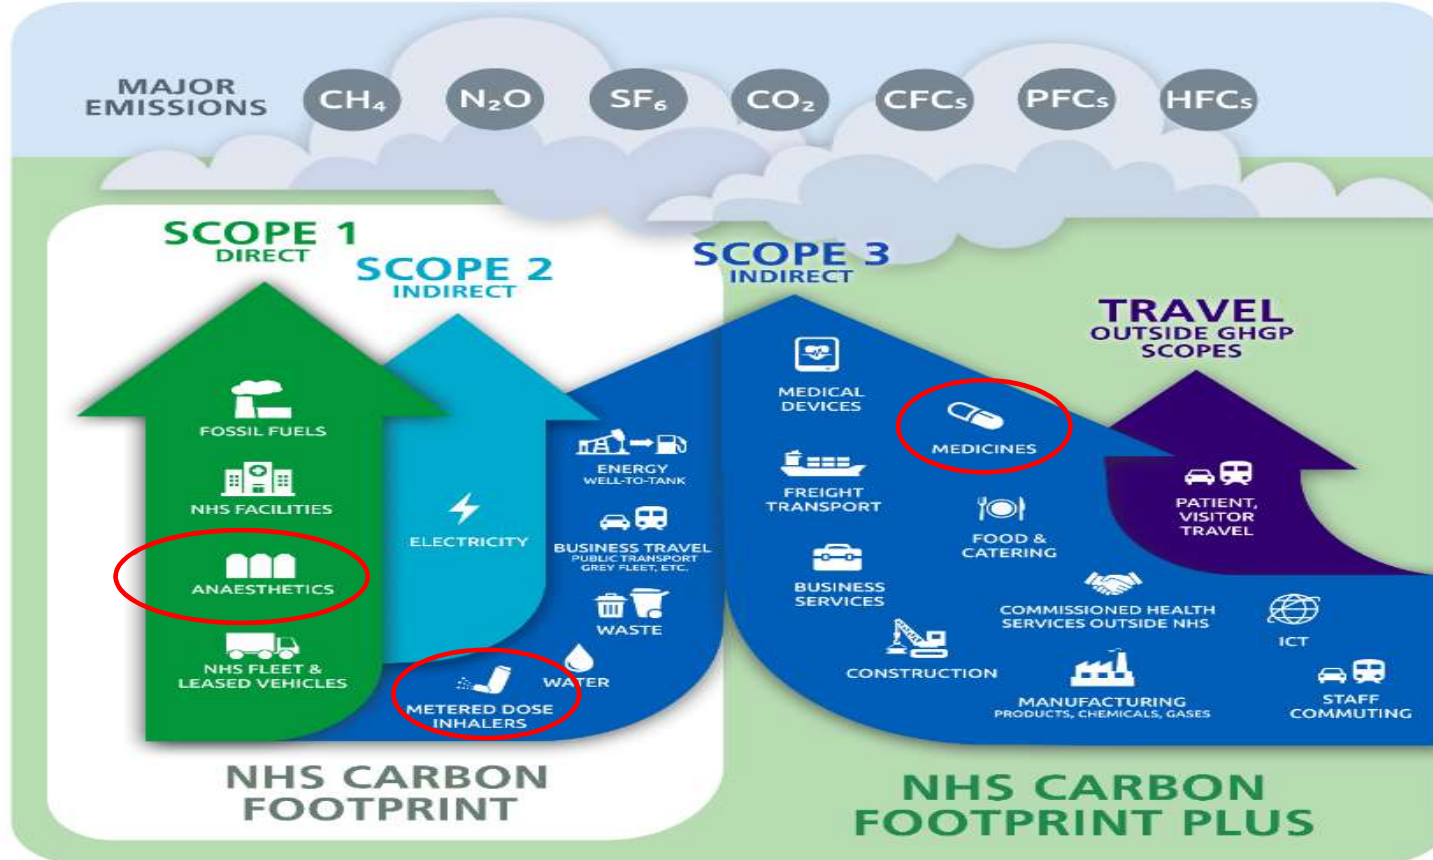 MAJOR
EMISSIONS
CH₄
N₂O
SF₆
CO₂
CFCs
PFCs
HFCs
SCOPE 1
DIRECT
FOSSIL FUELS
NHS FACILITIES
ANAESTHETICS
NHS FLEET &
LEASED VEHICLES
SCOPE 2
INDIRECT
ELECTRICITY
SCOPE 3
INDIRECT
ENERGY
WELL-TO-TANK
BUSINESS TRAVEL
PUBLIC TRANSPORT
GREY FLEET, ETC.
WASTE
WATER
METERED DOSE
INHALERS
MEDICAL
DEVICES
FREIGHT
TRANSPORT
BUSINESS
SERVICES
CONSTRUCTION
MEDICINES
FOOD &
CATERING
COMMISSIONED HEALTH
SERVICES OUTSIDE NHS
MANUFACTURING
PRODUCTS, CHEMICALS, GASES
ICT
STAFF
COMMUTING
TRAVEL
OUTSIDE GHGP
SCOPES
PATIENT,
VISITOR
TRAVEL
NHS CARBON
FOOTPRINT
NHS CARBON
FOOTPRINT PLUS